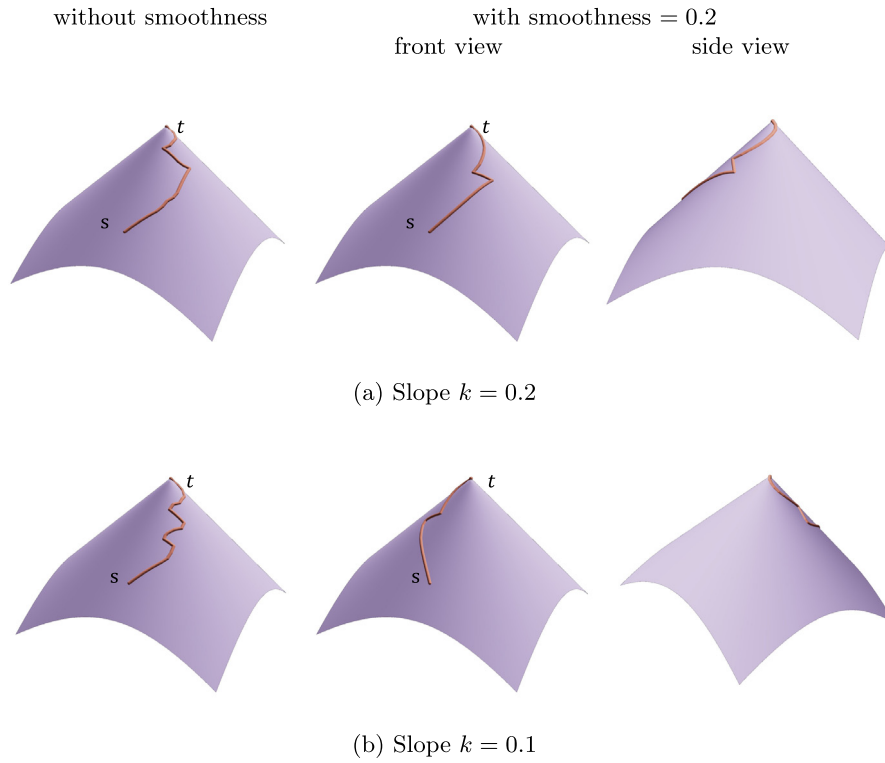 without smoothness
with smoothness = 0.2
front view
side view
t
s
t
s
(a) Slope k = 0.2
t
s
t
s
(b) Slope k = 0.1